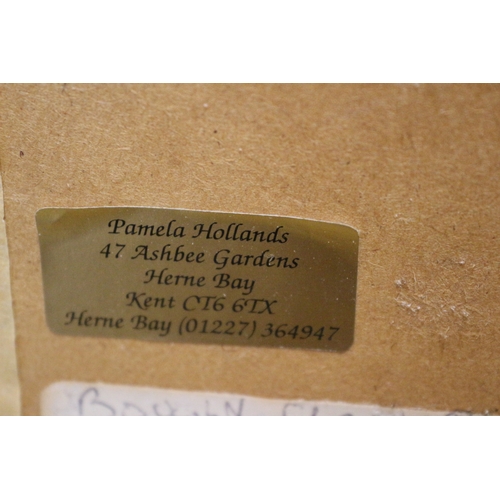 Pamela Hollands
47 Ashbee Gardens
Herne Bay
Kent CT6 6TX
Herne Bay (01227) 364947